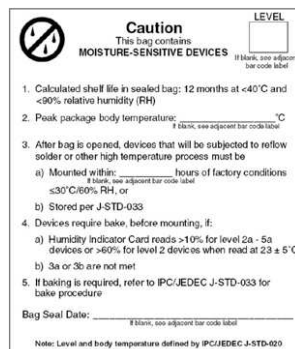 LEVEL
Caution
This bag contains
MOISTURE-SENSITIVE DEVICES
If blank, see adjacent
bar code label
1. Calculated shelf life in sealed bag: 12 months at <40°C and
<90% relative humidity (RH)
2. Peak package body temperature: ____________ °C
If blank, see adjacent bar code label
3. After bag is opened, devices that will be subjected to reflow
solder or other high temperature process must be
a) Mounted within: __________ hours of factory conditions
If blank, see adjacent bar code label
≤30°C/60% RH, or
b) Stored per J-STD-033
4. Devices require bake, before mounting, if:
a) Humidity Indicator Card reads >10% for level 2a - 5a
devices or >60% for level 2 devices when read at 23 ± 5°C
b) 3a or 3b are not met
5. If baking is required, refer to IPC/JEDEC J-STD-033 for
bake procedure
Bag Seal Date: ______________________________
If blank, see adjacent bar code label
Note: Level and body temperature defined by IPC/JEDEC J-STD-020